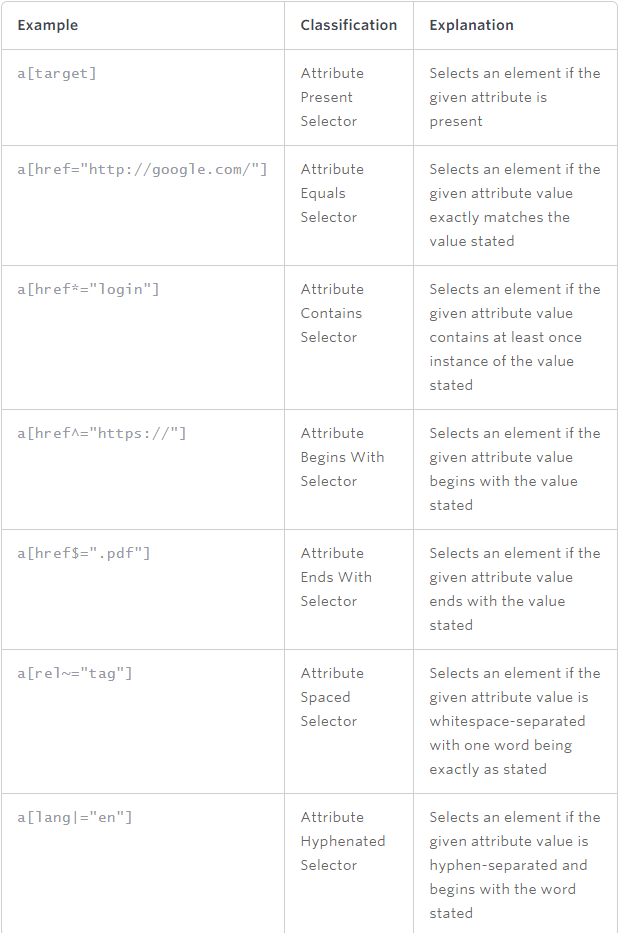 Example Classification Explanation
a[target] Attribute Selects an element if the
Present given attribute is
Selector present
a[href="http://google.com/"] Attribute Selects an element if the
Equals given attribute value
Selector exactly matches the
value stated
a[href*="login"] Attribute Selects an element if the
Contains given attribute value
Selector contains at least once
instance of the value
stated
a[href^="https://"] Attribute Selects an element if the
Begins With given attribute value
Selector begins with the value
stated
a[href$=".pdf"] Attribute Selects an element if the
Ends With given attribute value
Selector ends with the value
stated
a[rel~="tag"] Attribute Selects an element if the
Spaced given attribute value is
Selector whitespace-separated
with one word being
exactly as stated
a[lang|="en"] Attribute Selects an element if the
Hyphenated given attribute value is
Selector hyphen-separated and
begins with the word
stated